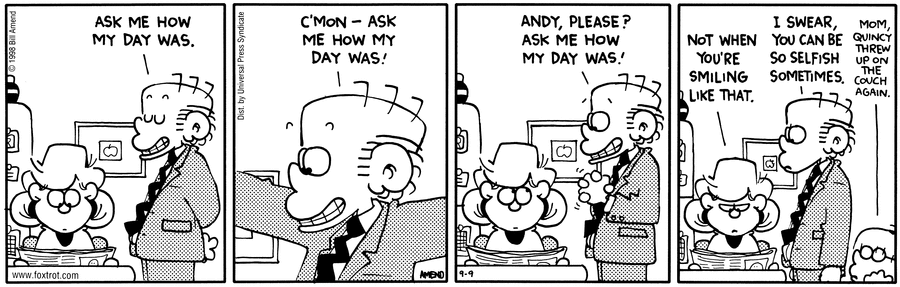 © 1998 Bill Amend
ASK ME HOW
MY DAY WAS.
www.foxtrot.com
Dist. by Universal Press Syndicate
C'MON – ASK
ME HOW MY
DAY WAS!
AMEND
ANDY, PLEASE?
ASK ME HOW
MY DAY WAS!
9-9
NOT WHEN
YOU'RE
SMILING
LIKE THAT.
I SWEAR,
YOU CAN BE
SO SELFISH
SOMETIMES.
MOM,
QUINCY
THREW
UP ON
THE
COUCH
AGAIN.